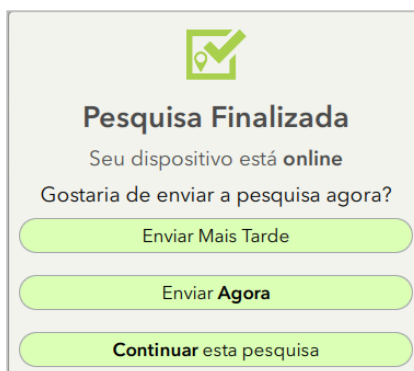 Pesquisa Finalizada
Seu dispositivo está online
Gostaria de enviar a pesquisa agora?
Enviar Mais Tarde
Enviar Agora
Continuar esta pesquisa